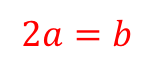 2a = b